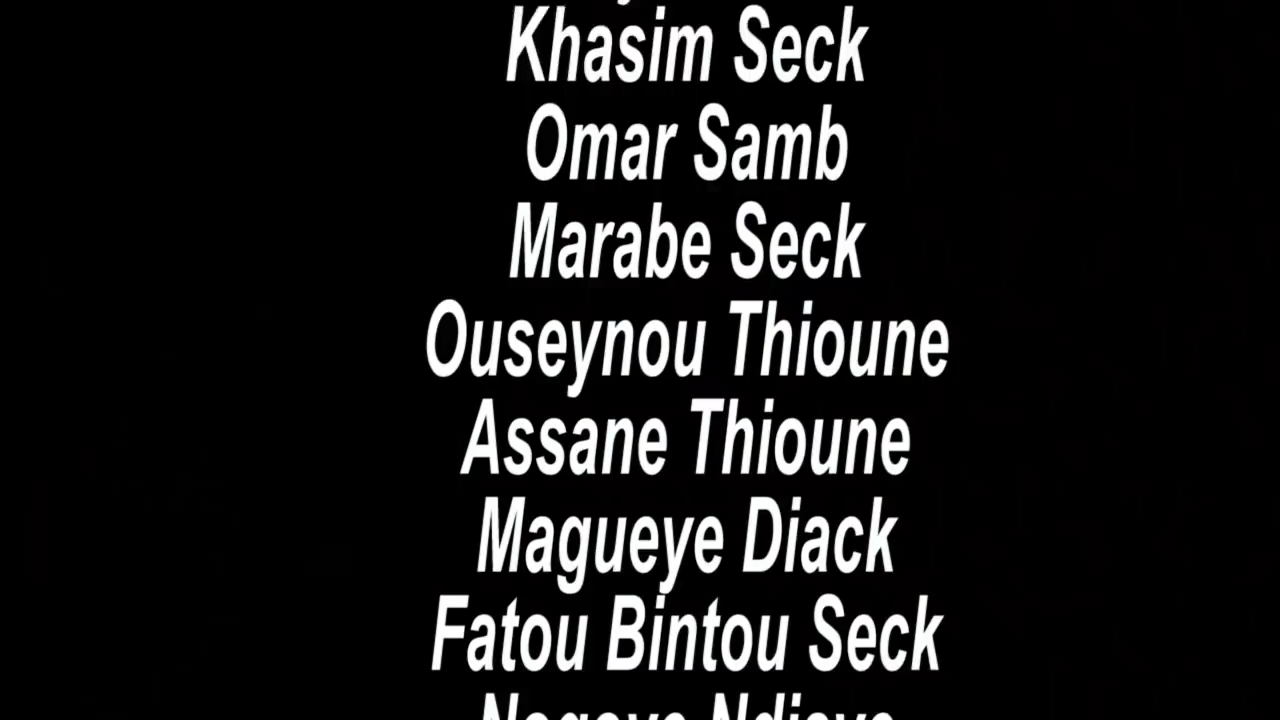 Khasim Seck
Omar Samb
Marabe Seck
Ouseynou Thioune
Assane Thioune
Magueye Diack
Fatou Bintou Seck